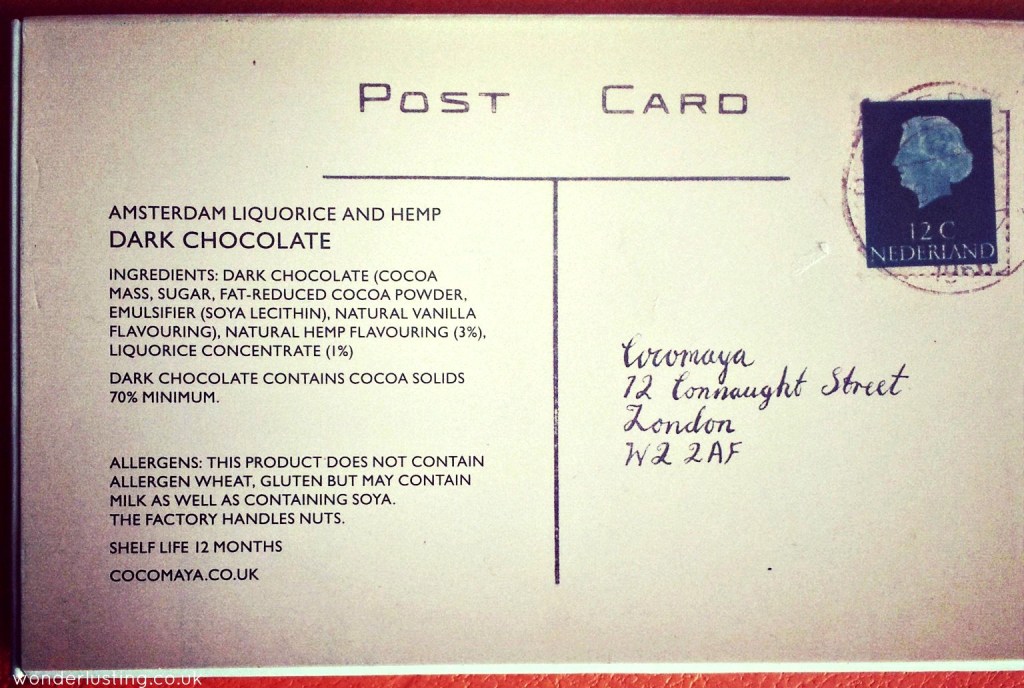 POST CARD
AMSTERDAM LIQUORICE AND HEMP
DARK CHOCOLATE
INGREDIENTS: DARK CHOCOLATE (COCOA
MASS, SUGAR, FAT-REDUCED COCOA POWDER,
EMULSIFIER (SOYA LECITHIN), NATURAL VANILLA
FLAVOURING), NATURAL HEMP FLAVOURING (3%),
LIQUORICE CONCENTRATE (1%)
DARK CHOCOLATE CONTAINS COCOA SOLIDS
70% MINIMUM.
ALLERGENS: THIS PRODUCT DOES NOT CONTAIN
ALLERGEN WHEAT, GLUTEN BUT MAY CONTAIN
MILK AS WELL AS CONTAINING SOYA.
THE FACTORY HANDLES NUTS.
SHELF LIFE 12 MONTHS
COCOMAYA.CO.UK
12 C
NEDERLAND
Cocomaya
12 Connaught Street
London
W2 2AF
wonderlusting.co.uk